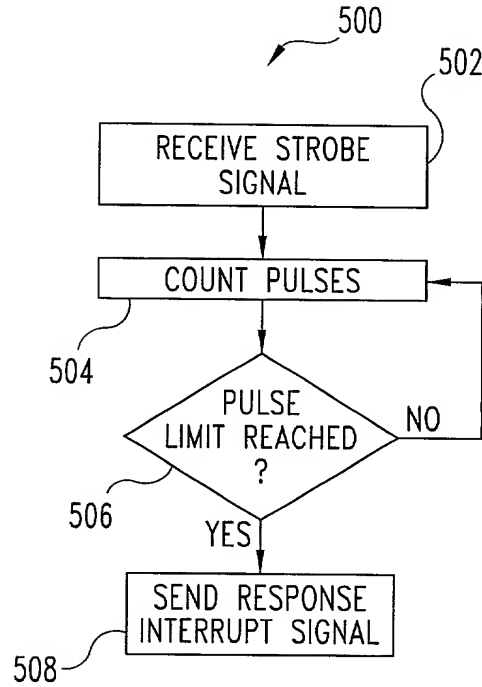 500
502
RECEIVE STROBE
SIGNAL
COUNT PULSES
504
PULSE
LIMIT REACHED
?
NO
506
YES
SEND RESPONSE
INTERRUPT SIGNAL
508